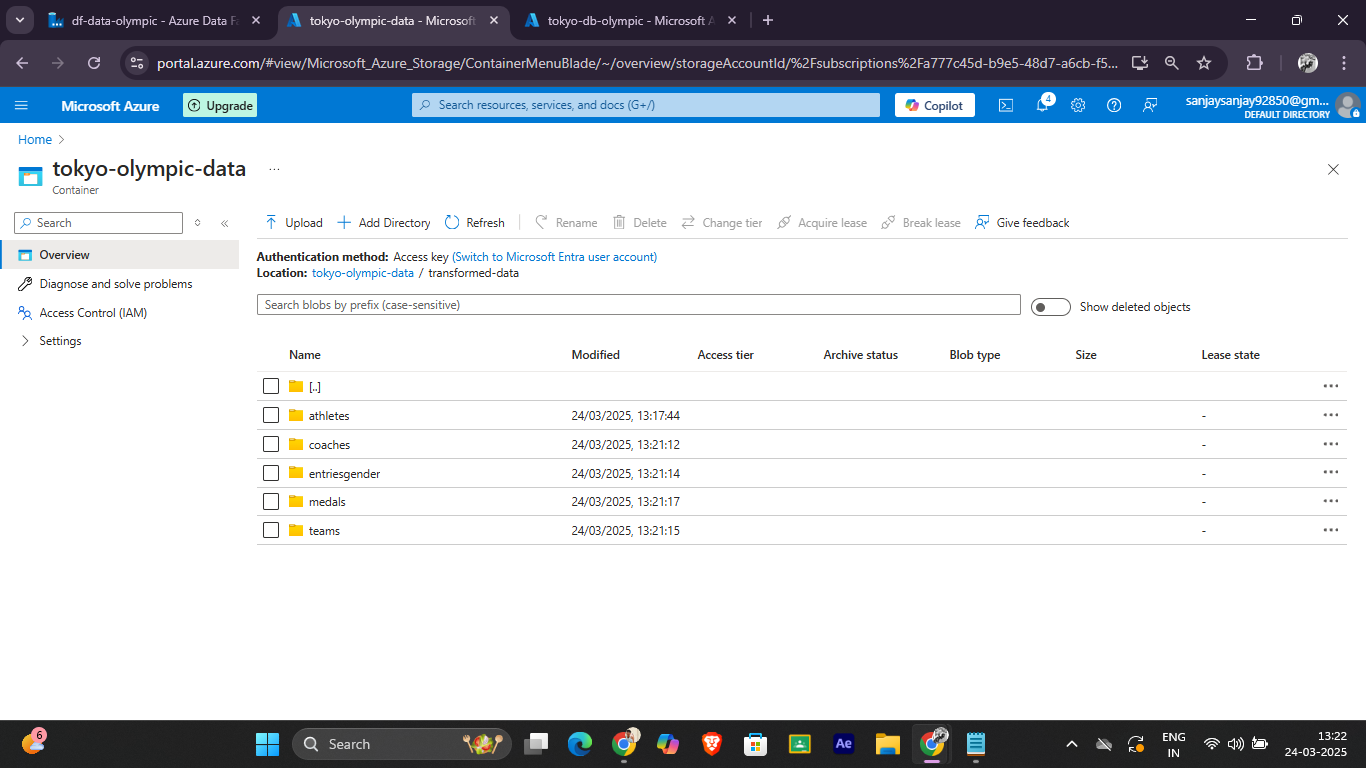 df-data-olympic - Azure Data Fa
tokyo-olympic-data - Microsoft
tokyo-db-olympic - Microsoft A
portal.azure.com/#view/Microsoft_Azure_Storage/ContainerMenuBlade/~/overview/storageAccountId/%2Fsubscriptions%2Fa777c45d-b9e5-48d7-a6cb-f5...
Microsoft Azure
Upgrade
Search resources, services, and docs (G+/)
Copilot
4
sanjaysanjay92850@gm...
DEFAULT DIRECTORY
Home
tokyo-olympic-data
...
Container
Search
Upload
Add Directory
Refresh
Rename
Delete
Change tier
Acquire lease
Break lease
Give feedback
Overview
Diagnose and solve problems
Access Control (IAM)
Settings
Authentication method: Access key (Switch to Microsoft Entra user account)
Location: tokyo-olympic-data / transformed-data
Search blobs by prefix (case-sensitive)
Show deleted objects
Name Modified Access tier Archive status Blob type Size Lease state
[..]
athletes 24/03/2025, 13:17:44 -
coaches 24/03/2025, 13:21:12 -
entriesgender 24/03/2025, 13:21:14 -
medals 24/03/2025, 13:21:17 -
teams 24/03/2025, 13:21:15 -
6
Search
Ae
ENG
IN
13:22
24-03-2025